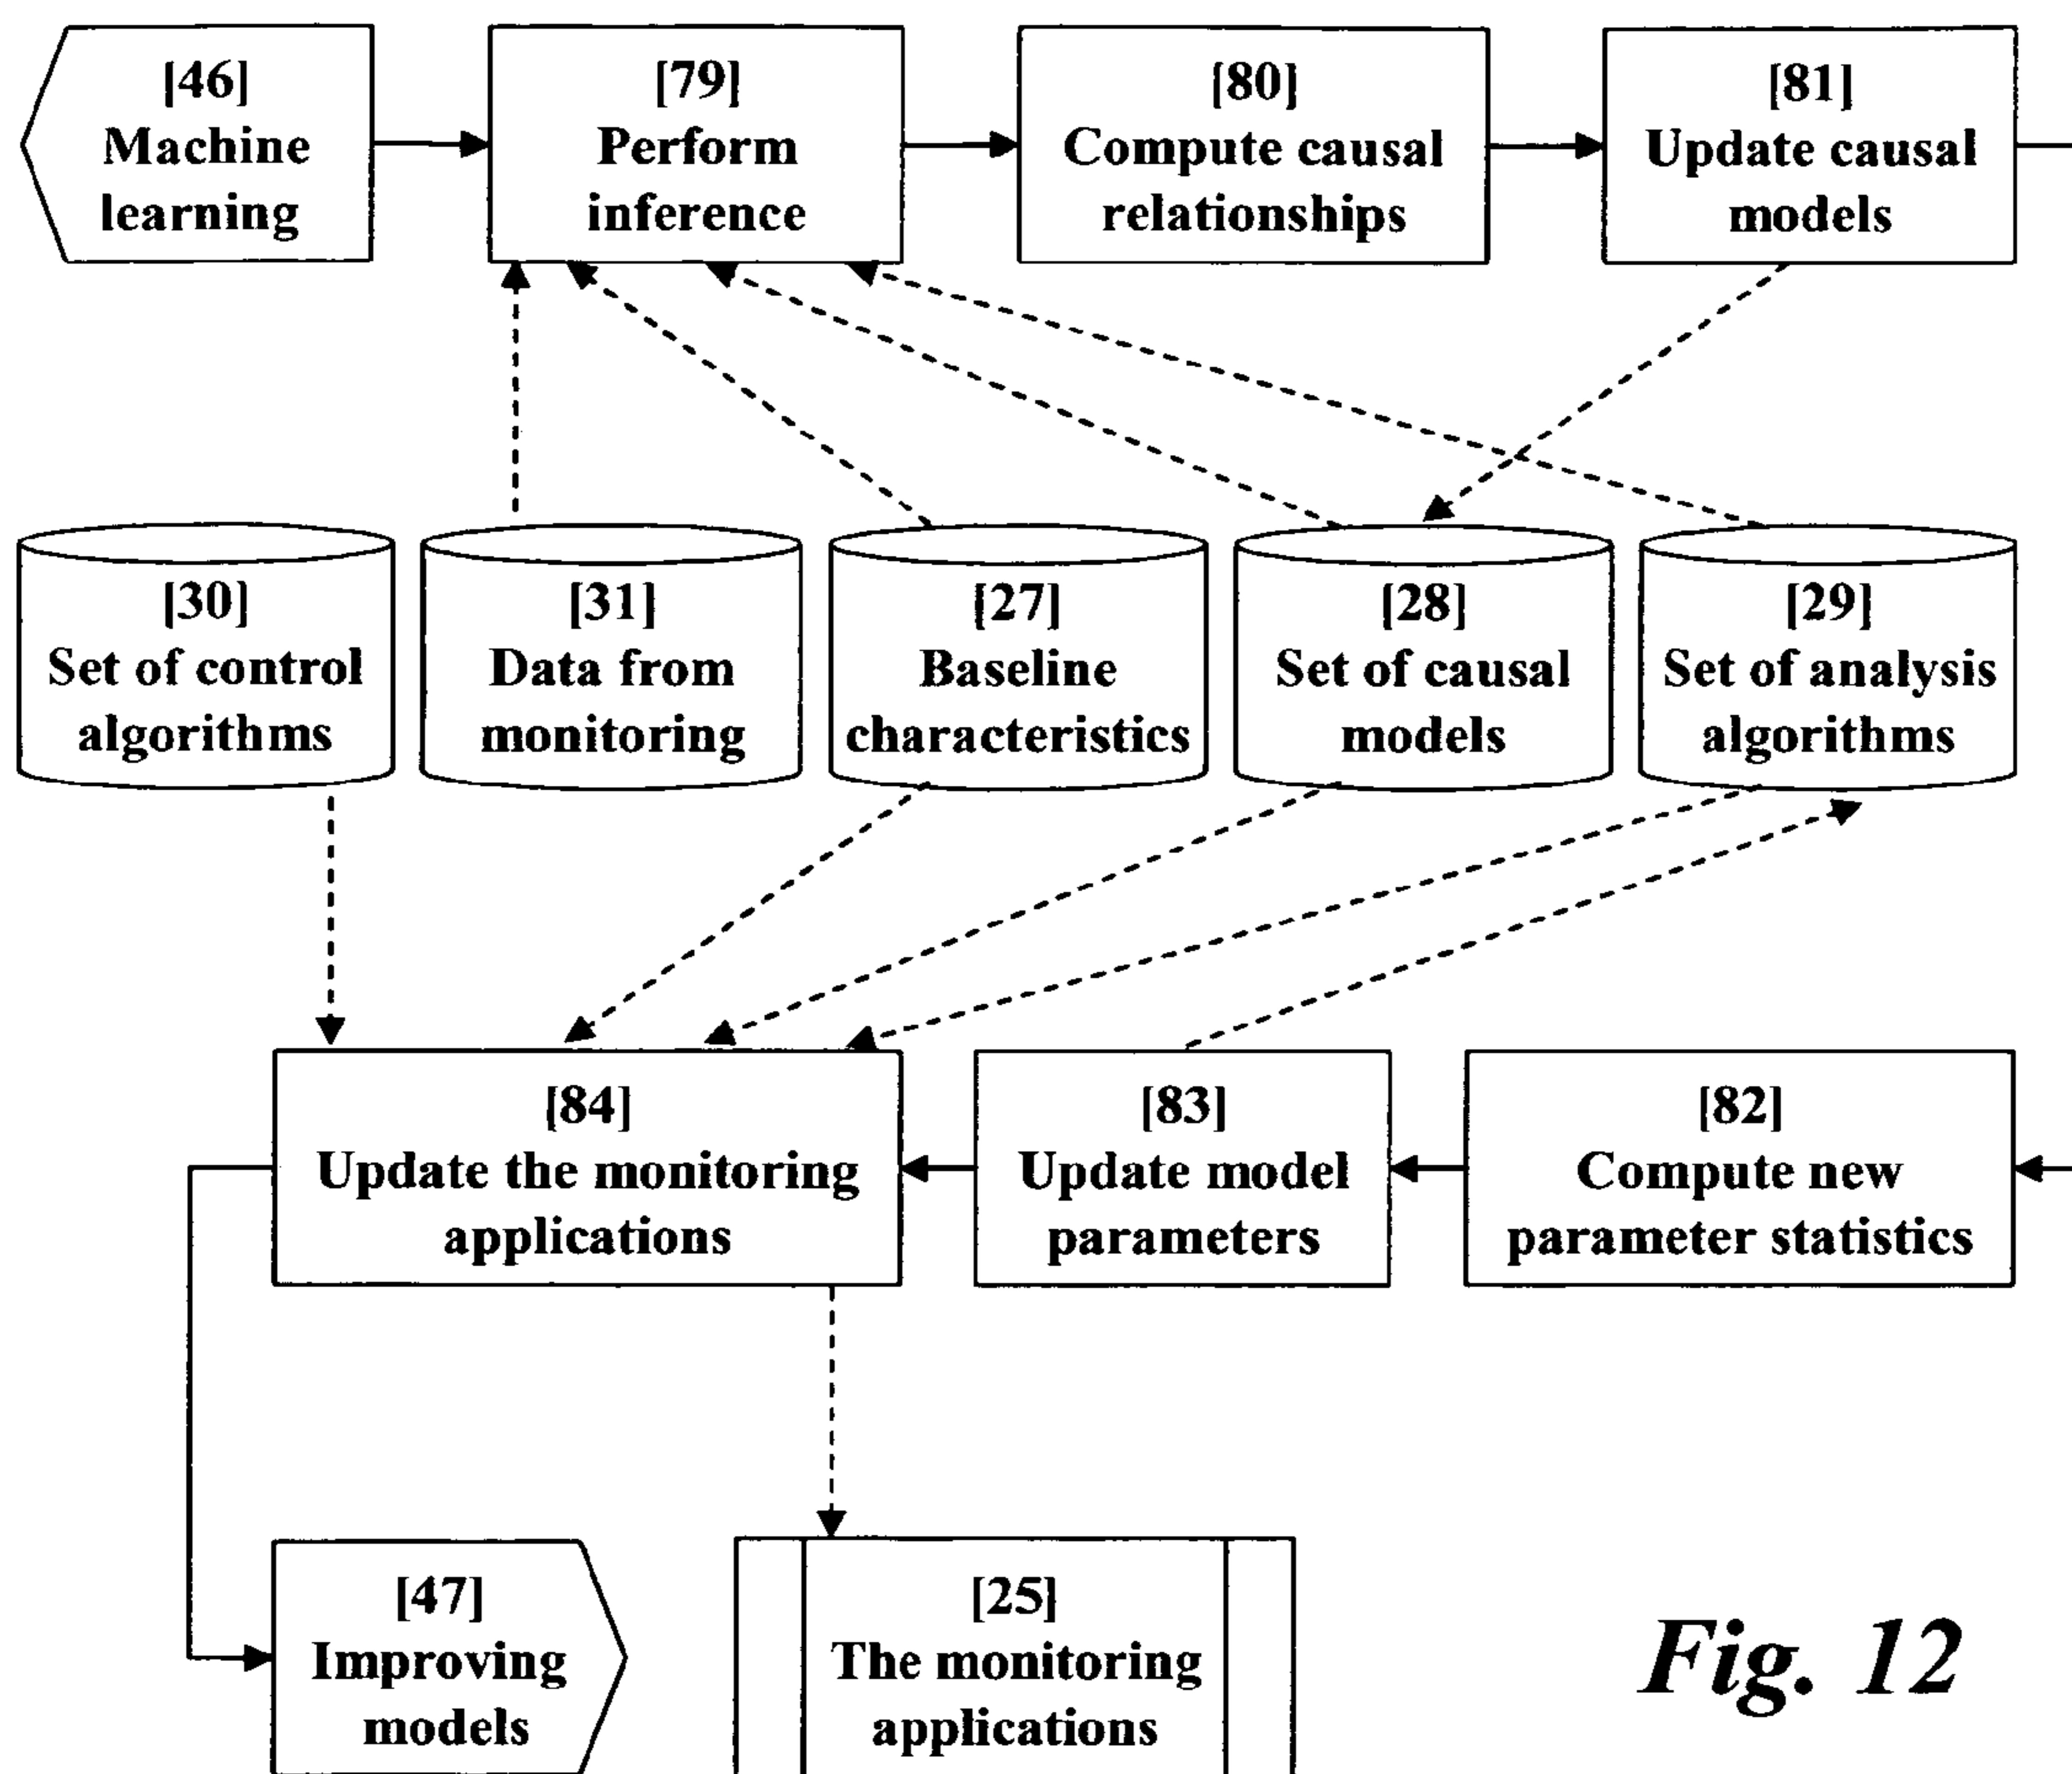 [46]
Machine
learning
[79]
Perform
inference
[80]
Compute causal
relationships
[81]
Update causal
models
[30]
Set of control
algorithms
[31]
Data from
monitoring
[27]
Baseline
characteristics
[28]
Set of causal
models
[29]
Set of analysis
algorithms
[84]
Update the monitoring
applications
[83]
Update model
parameters
[82]
Compute new
parameter statistics
[47]
Improving
models
[25]
The monitoring
applications
Fig. 12